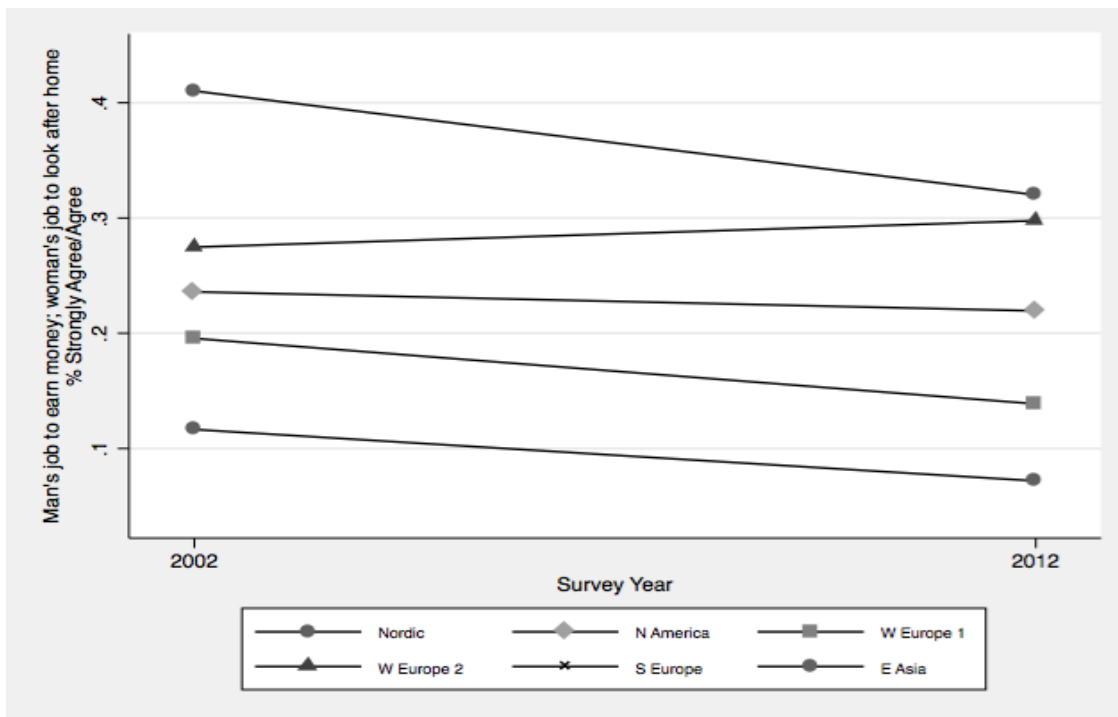 Man's job to earn money; woman's job to look after home
% Strongly Agree/Agree
.4
.3
.2
.1
2002 2012
Survey Year
Nordic N America W Europe 1
W Europe 2 S Europe E Asia